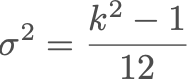 σ² = (k² − 1) / 12